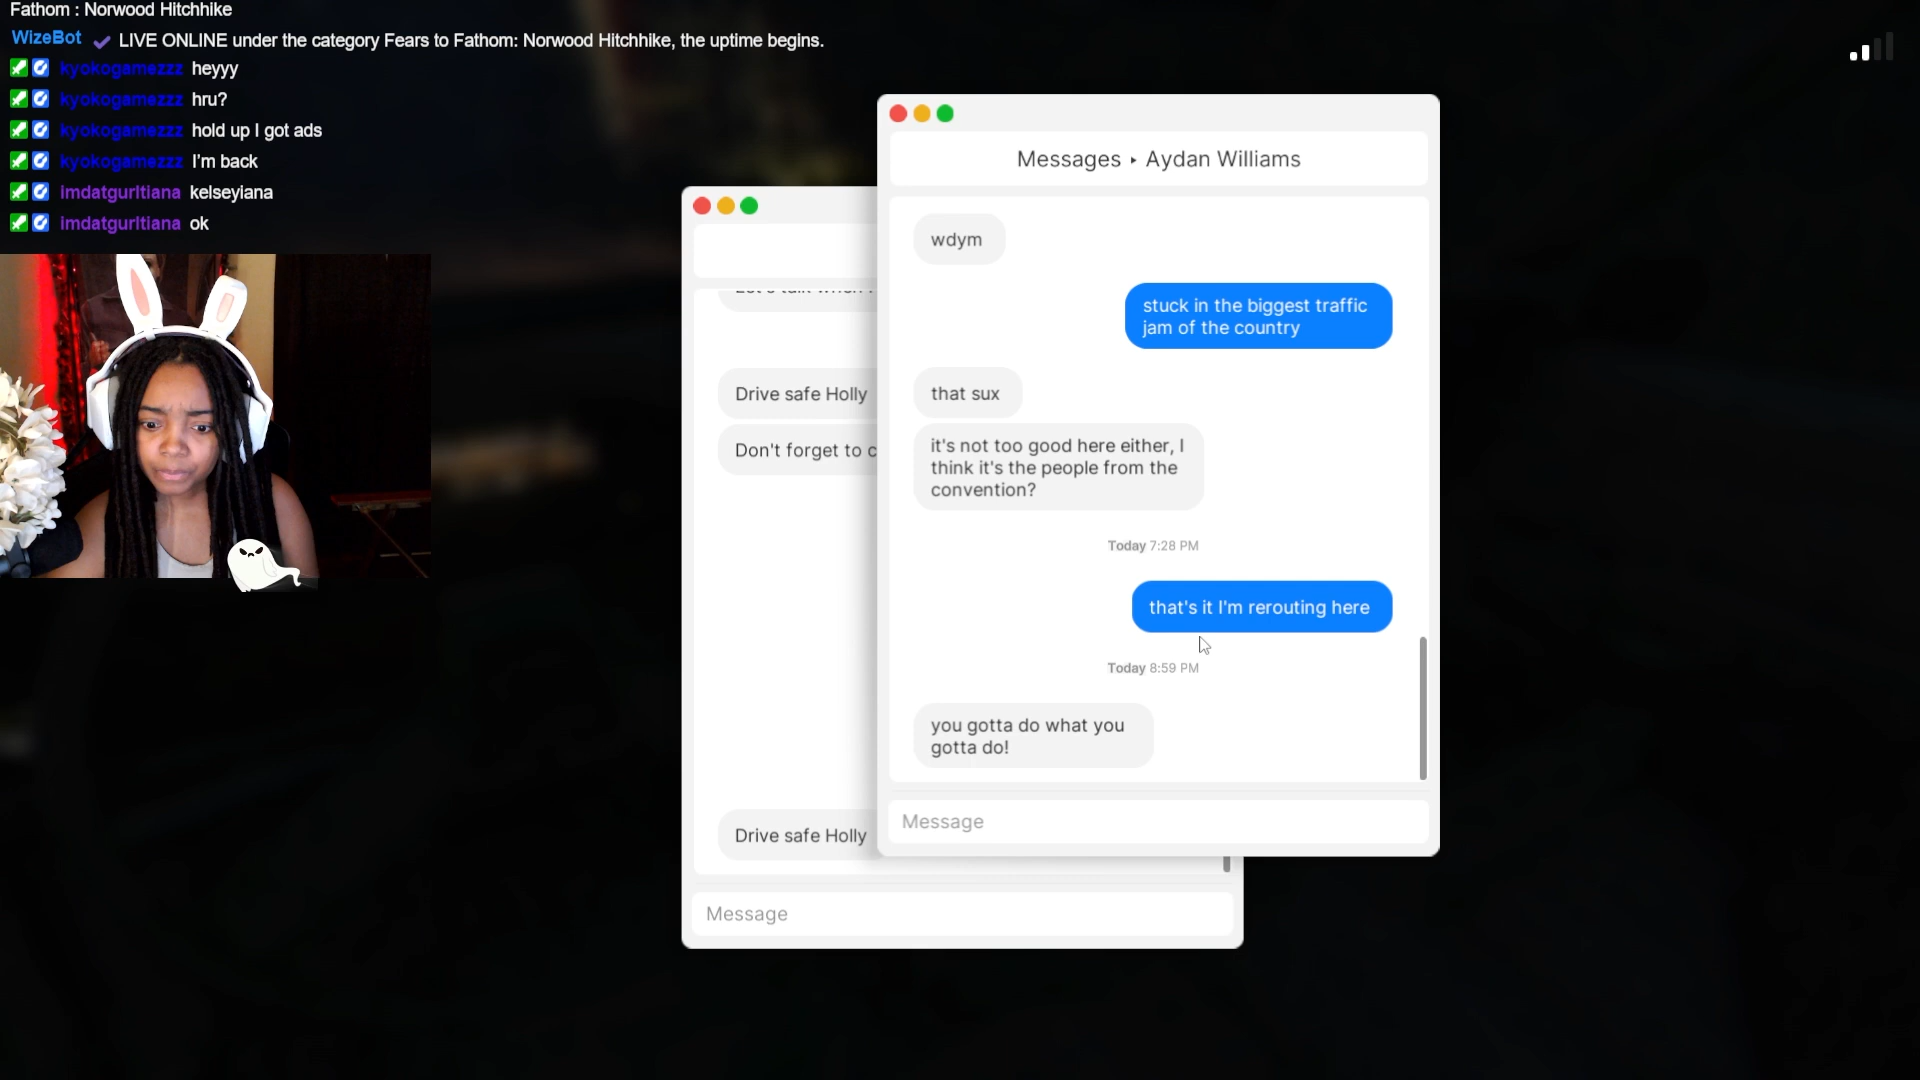 Fathom : Norwood Hitchhike
WizeBot LIVE ONLINE under the category Fears to Fathom: Norwood Hitchhike, the uptime begins.
kyokogamezzz heyyy
kyokogamezzz hru?
kyokogamezzz hold up I got ads
kyokogamezzz I'm back
imdatgurltiana kelseyiana
imdatgurltiana ok
Drive safe Holly
Don't forget to
Drive safe Holly
Message
Messages ▸ Aydan Williams
wdym
stuck in the biggest traffic
jam of the country
that sux
it's not too good here either, I
think it's the people from the
convention?
Today 7:28 PM
that's it I'm rerouting here
Today 8:59 PM
you gotta do what you
gotta do!
Message